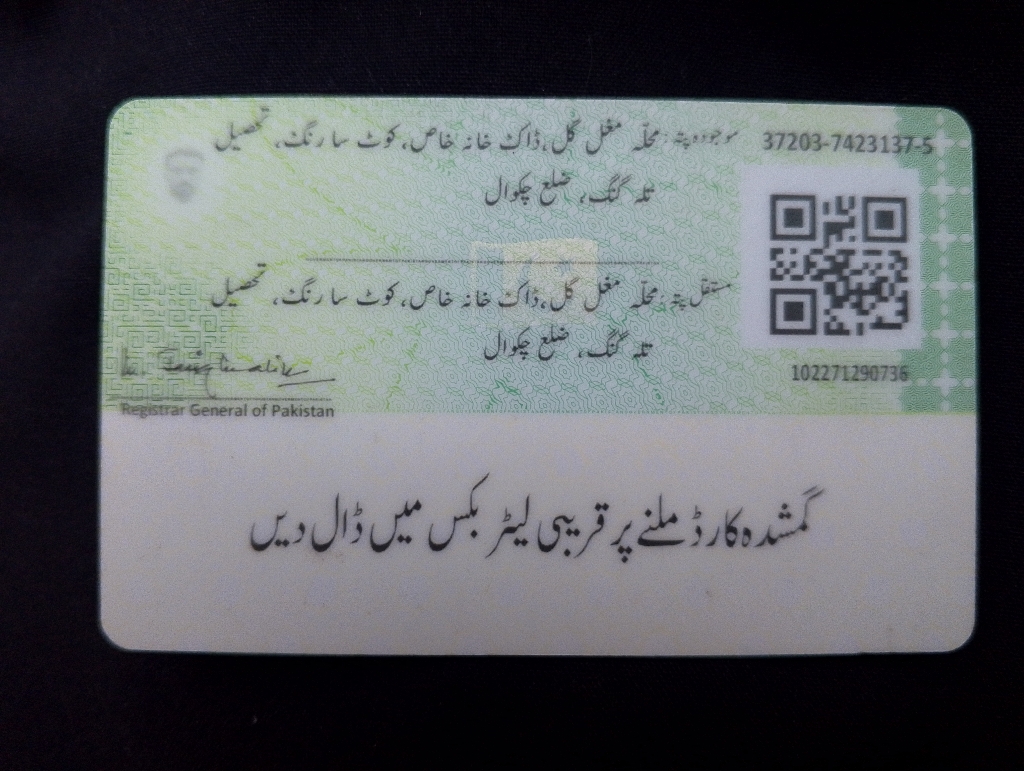 37203-7423137-5
موجودہ پتہ: محلّہ مغل گل، ڈاک خانہ خاص، کوٹ سارنگ، تحصیل
تلہ گنگ، ضلع چکوال
مستقل پتہ: محلّہ مغل گل، ڈاک خانہ خاص، کوٹ سارنگ، تحصیل
تلہ گنگ، ضلع چکوال
102271290736
Registrar General of Pakistan
گمشدہ کارڈ ملنے پر قریبی لیٹر بکس میں ڈال دیں